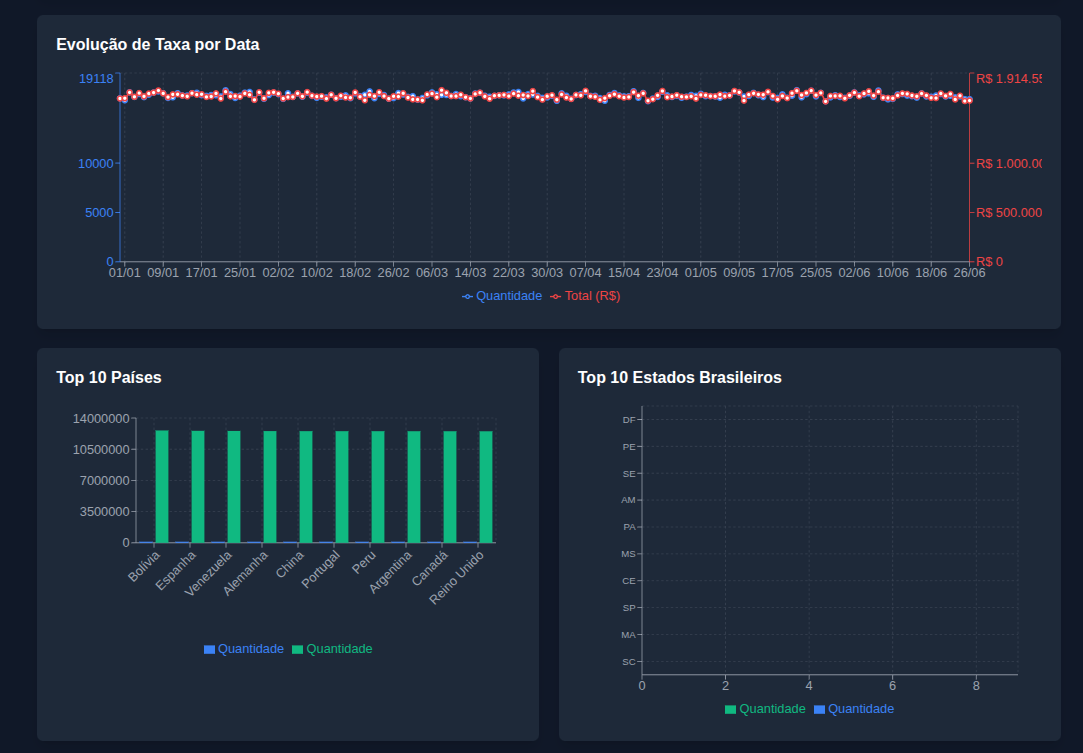 Evolução de Taxa por Data
19118
10000
5000
0
R$ 1.914.55
R$ 1.000.00
R$ 500.000
R$ 0
01/01 09/01 17/01 25/01 02/02 10/02 18/02 26/02 06/03 14/03 22/03 30/03 07/04 15/04 23/04 01/05 09/05 17/05 25/05 02/06 10/06 18/06 26/06
Quantidade Total (R$)
Top 10 Países
14000000
10500000
7000000
3500000
0
Bolívia Espanha Venezuela Alemanha China Portugal Peru Argentina Canadá Reino Unido
Quantidade Quantidade
Top 10 Estados Brasileiros
DF
PE
SE
AM
PA
MS
CE
SP
MA
SC
0 2 4 6 8
Quantidade Quantidade